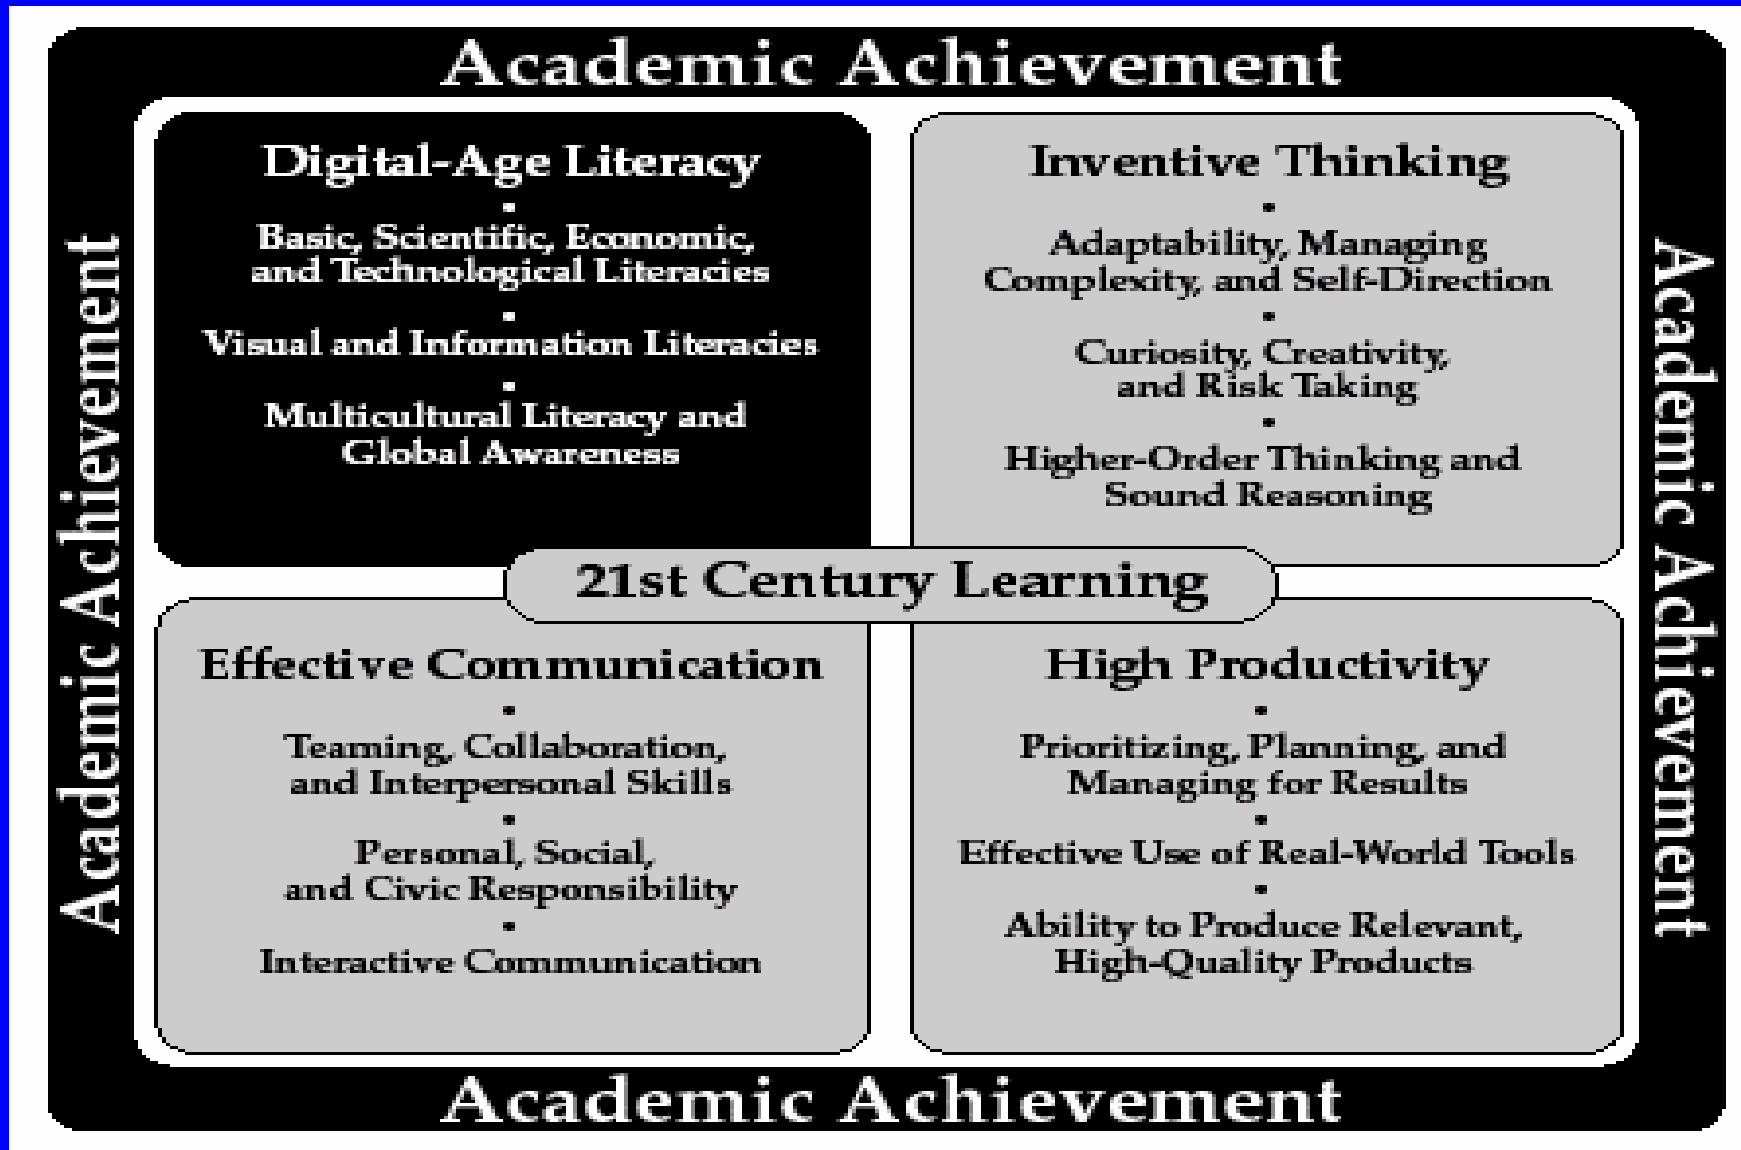 Academic Achievement
Academic Achievement
Digital-Age Literacy
•
Basic, Scientific, Economic,
and Technological Literacies
•
Visual and Information Literacies
•
Multicultural Literacy and
Global Awareness
Inventive Thinking
•
Adaptability, Managing
Complexity, and Self-Direction
•
Curiosity, Creativity,
and Risk Taking
•
Higher-Order Thinking and
Sound Reasoning
Academic Achievement
21st Century Learning
Effective Communication
•
Teaming, Collaboration,
and Interpersonal Skills
•
Personal, Social,
and Civic Responsibility
•
Interactive Communication
High Productivity
•
Prioritizing, Planning, and
Managing for Results
•
Effective Use of Real-World Tools
•
Ability to Produce Relevant,
High-Quality Products
Academic Achievement